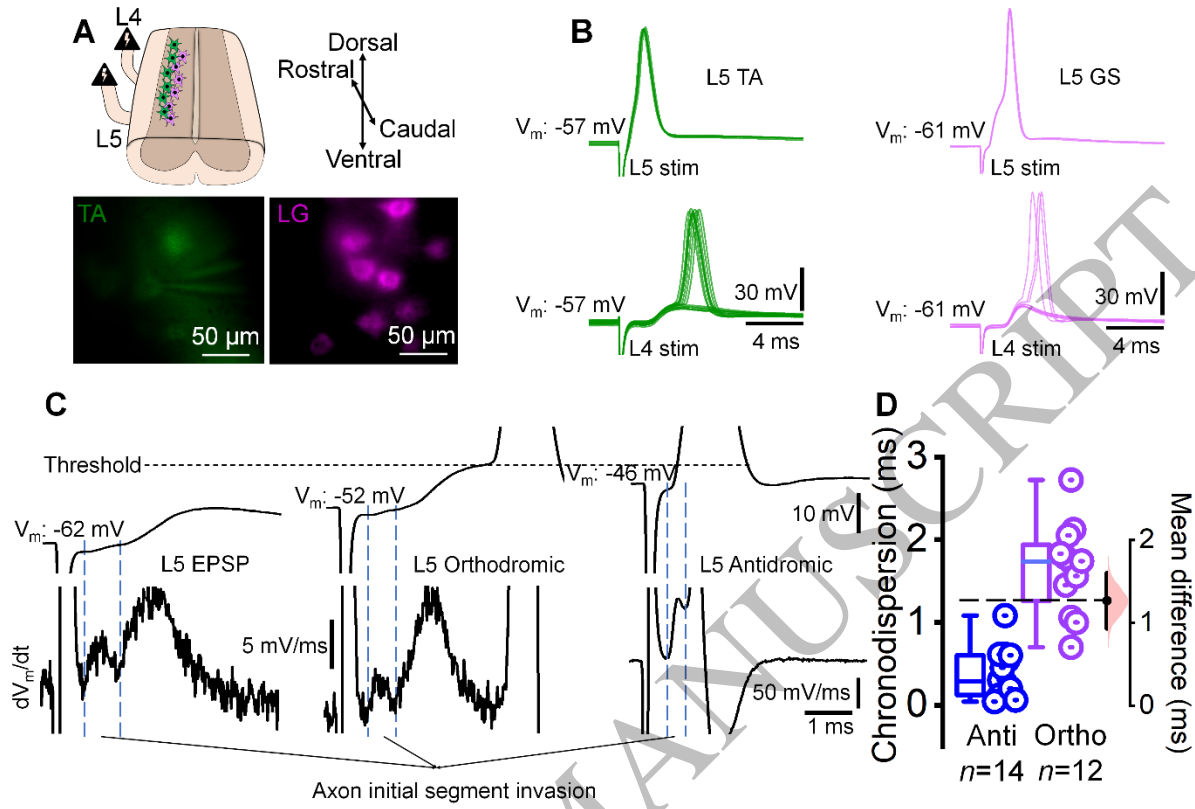 A
L4
L5
Dorsal
Rostral
Caudal
Ventral
TA
50 µm
LG
50 µm
B
L5 TA
Vm: -57 mV
L5 stim
L5 GS
Vm: -61 mV
L5 stim
Vm: -57 mV
L4 stim
30 mV
4 ms
Vm: -61 mV
L4 stim
30 mV
4 ms
C
Threshold
Vm: -62 mV
Vm: -52 mV
Vm: -46 mV
10 mV
L5 EPSP
L5 Orthodromic
L5 Antidromic
dVm/dt
5 mV/ms
50 mV/ms
1 ms
Axon initial segment invasion
D
Chronodispersion (ms)
3
2
1
0
Anti
n=14
Ortho
n=12
2
1
0
Mean difference
(ms)
MANUSCRIPT